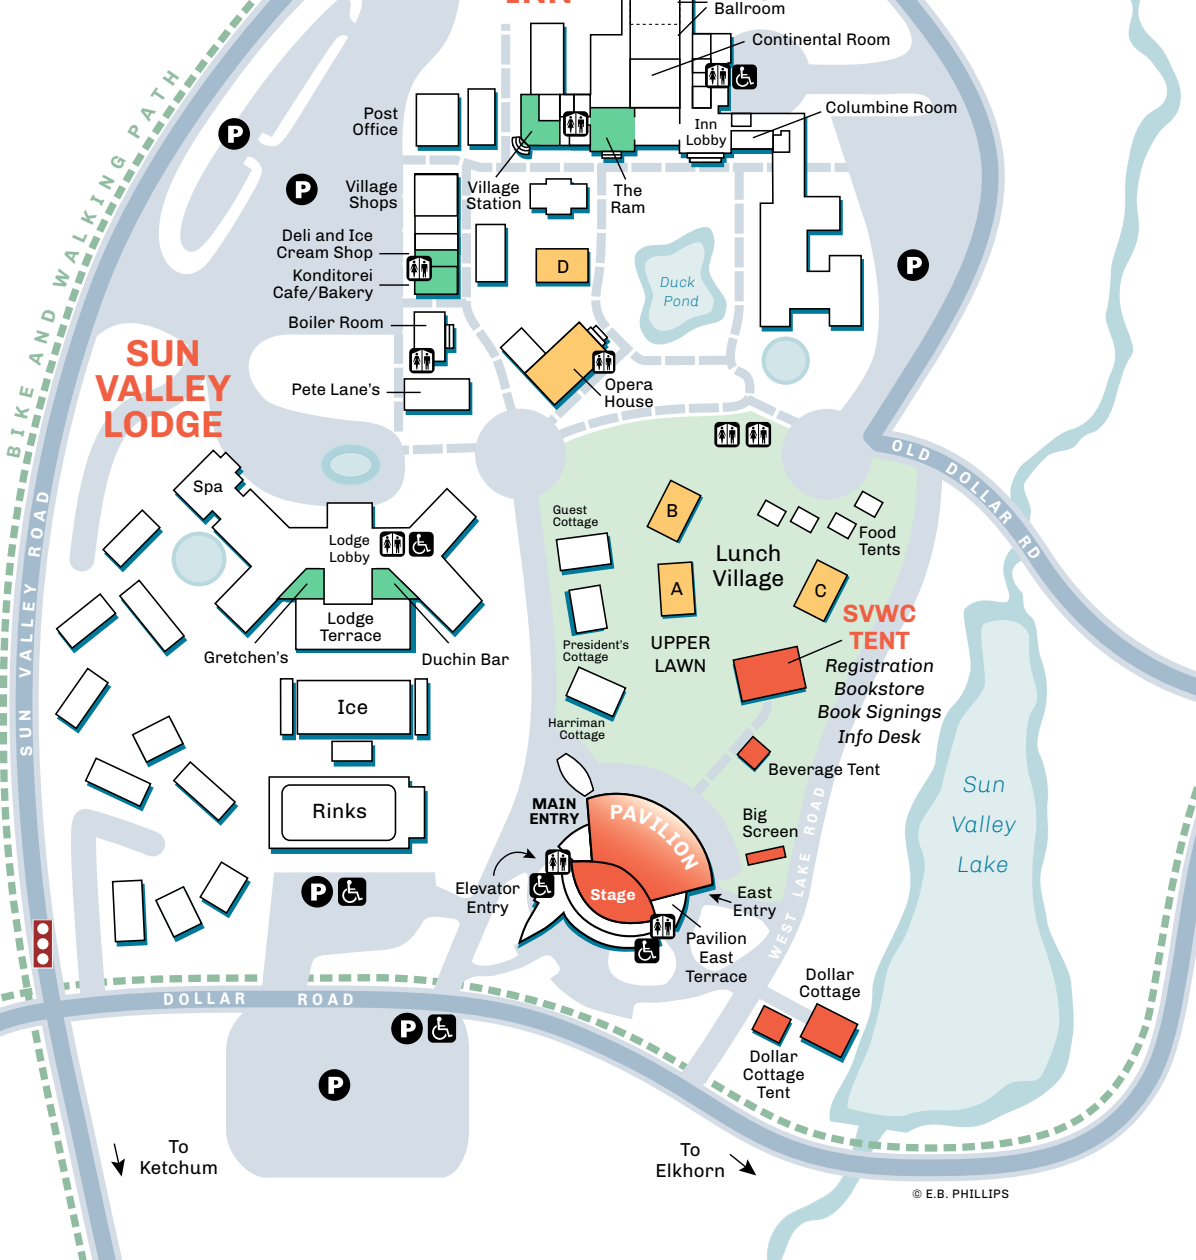 INN
Ballroom
Continental Room
Columbine Room
Inn
Lobby
Post
Office
P
P
Village
Shops
Village
Station
The
Ram
Deli and Ice
Cream Shop
Konditorei
Cafe/Bakery
D
Duck
Pond
P
Boiler Room
Pete Lane's
Opera
House
BIKE AND WALKING PATH
SUN
VALLEY
LODGE
OLD DOLLAR RD
Spa
Lodge
Lobby
Lodge
Terrace
Gretchen's
Duchin Bar
Guest
Cottage
B
Food
Tents
Lunch
Village
A
C
President's
Cottage
UPPER
LAWN
SVWC
TENT
Registration
Bookstore
Book Signings
Info Desk
Harriman
Cottage
SUN VALLEY ROAD
Ice
Rinks
Beverage Tent
Sun
Valley
Lake
MAIN
ENTRY
PAVILION
Big
Screen
Stage
Elevator
Entry
East
Entry
Pavilion
East
Terrace
WEST LAKE ROAD
P
DOLLAR ROAD
Dollar
Cottage
P
Dollar
Cottage
Tent
P
To
Ketchum
To
Elkhorn
© E.B. PHILLIPS